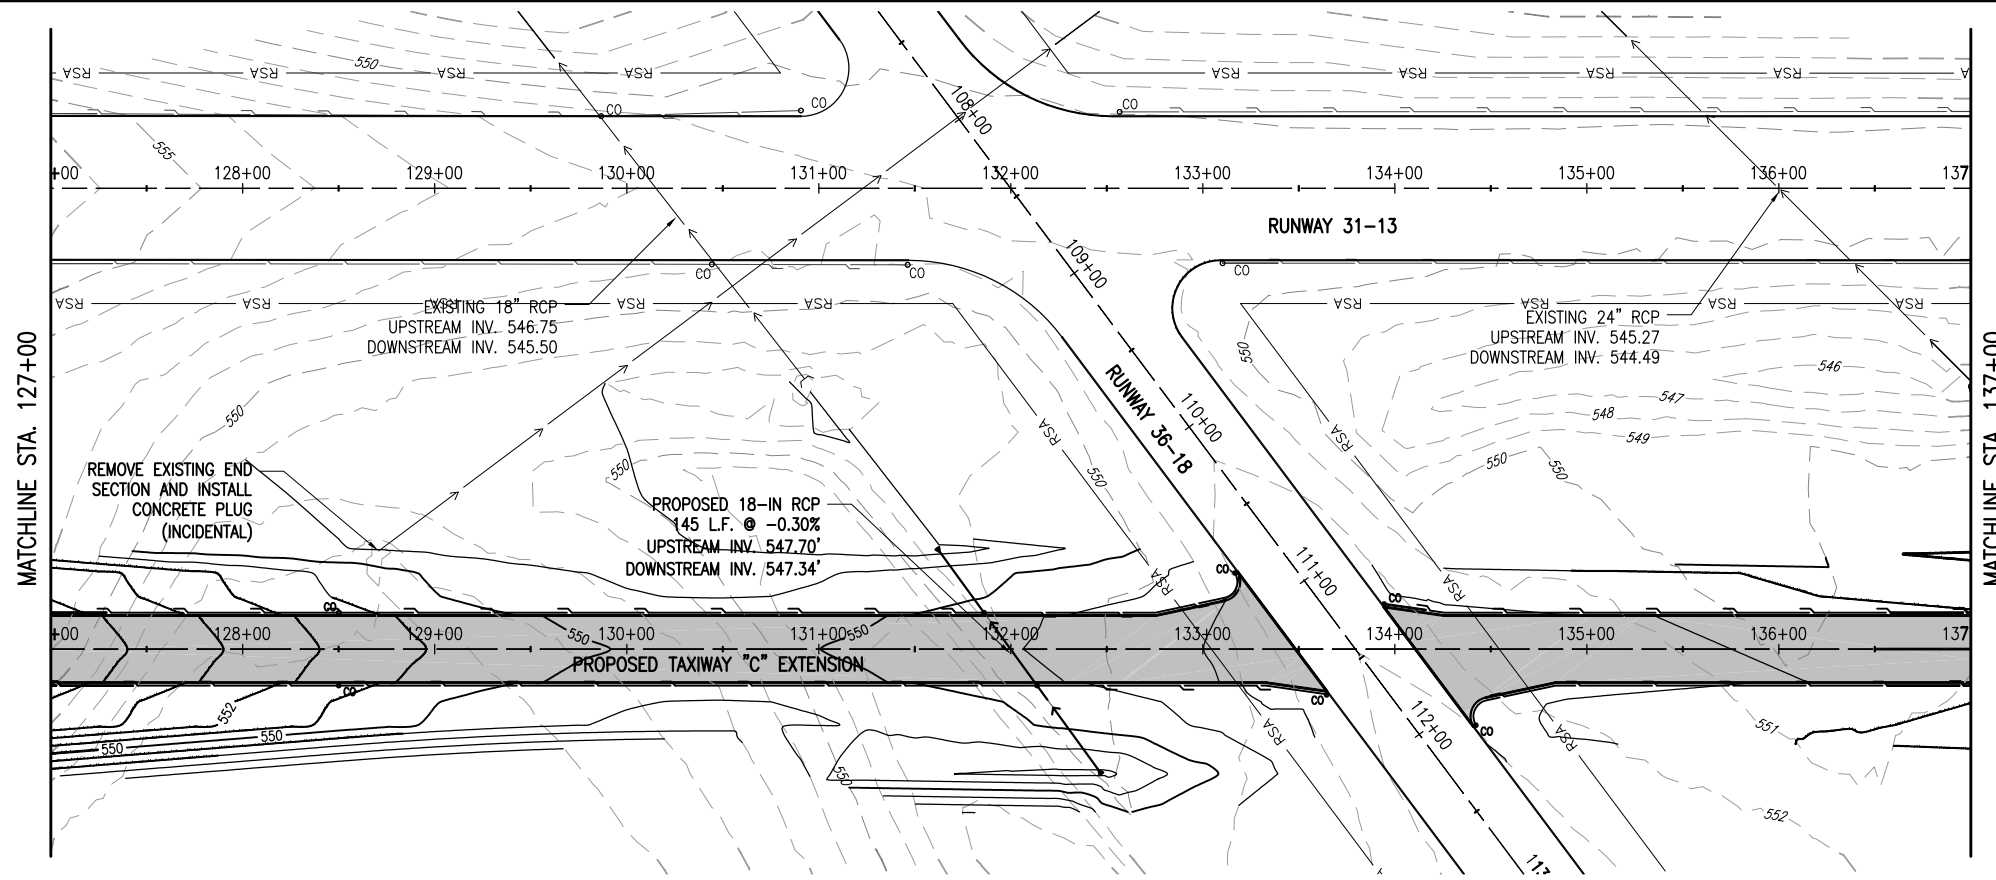 550
RSA
RSA
RSA
RSA
RSA
RSA
RSA
RSA
CO
CO
CO
108+00
555
+00
128+00
129+00
130+00
131+00
132+00
133+00
134+00
135+00
136+00
137
RUNWAY 31-13
109+00
CO
CO
CO
RSA
RSA
RSA
RSA
RSA
RSA
RSA
RSA
RSA
EXISTING 18" RCP
UPSTREAM INV. 546.75
DOWNSTREAM INV. 545.50
EXISTING 24" RCP
UPSTREAM INV. 545.27
DOWNSTREAM INV. 544.49
550
546
547
548
549
550
550
MATCHLINE STA. 127+00
MATCHLINE STA. 137+00
RUNWAY 36-18
110+00
550
RSA
RSA
550
550
REMOVE EXISTING END
SECTION AND INSTALL
CONCRETE PLUG
(INCIDENTAL)
PROPOSED 18-IN RCP
145 L.F. @ -0.30%
UPSTREAM INV. 547.70'
DOWNSTREAM INV. 547.34'
111+00
CO
RSA
RSA
CO
CO
+00
128+00
129+00
550
130+00
131+00
550
132+00
133+00
134+00
135+00
136+00
137
PROPOSED TAXIWAY "C" EXTENSION
CO
CO
552
112+00
CO
RSA
RSA
551
550
550
550
552
113